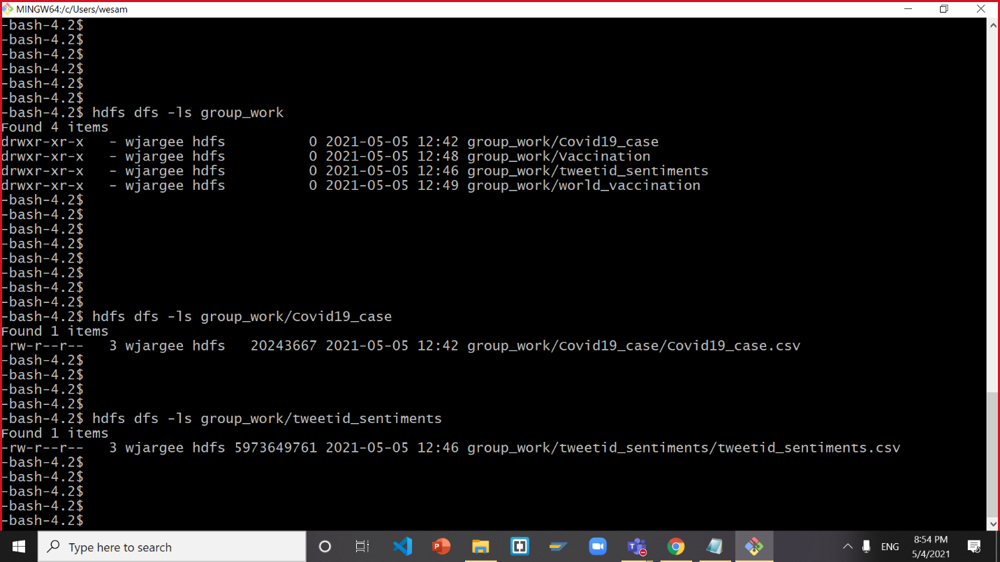 MINGW64:/c/Users/wesam
-bash-4.2$
-bash-4.2$
-bash-4.2$
-bash-4.2$
-bash-4.2$
-bash-4.2$
-bash-4.2$ hdfs dfs -ls group_work
Found 4 items
drwxr-xr-x   - wjargee hdfs          0 2021-05-05 12:42 group_work/Covid19_case
drwxr-xr-x   - wjargee hdfs          0 2021-05-05 12:48 group_work/Vaccination
drwxr-xr-x   - wjargee hdfs          0 2021-05-05 12:46 group_work/tweetid_sentiments
drwxr-xr-x   - wjargee hdfs          0 2021-05-05 12:49 group_work/world_vaccination
-bash-4.2$
-bash-4.2$
-bash-4.2$
-bash-4.2$
-bash-4.2$
-bash-4.2$
-bash-4.2$
-bash-4.2$
-bash-4.2$ hdfs dfs -ls group_work/Covid19_case
Found 1 items
-rw-r--r--   3 wjargee hdfs   20243667 2021-05-05 12:42 group_work/Covid19_case/Covid19_case.csv
-bash-4.2$
-bash-4.2$
-bash-4.2$
-bash-4.2$
-bash-4.2$ hdfs dfs -ls group_work/tweetid_sentiments
Found 1 items
-rw-r--r--   3 wjargee hdfs 5973649761 2021-05-05 12:46 group_work/tweetid_sentiments/tweetid_sentiments.csv
-bash-4.2$
-bash-4.2$
-bash-4.2$
-bash-4.2$
-bash-4.2$
Type here to search
ENG
8:54 PM
5/4/2021